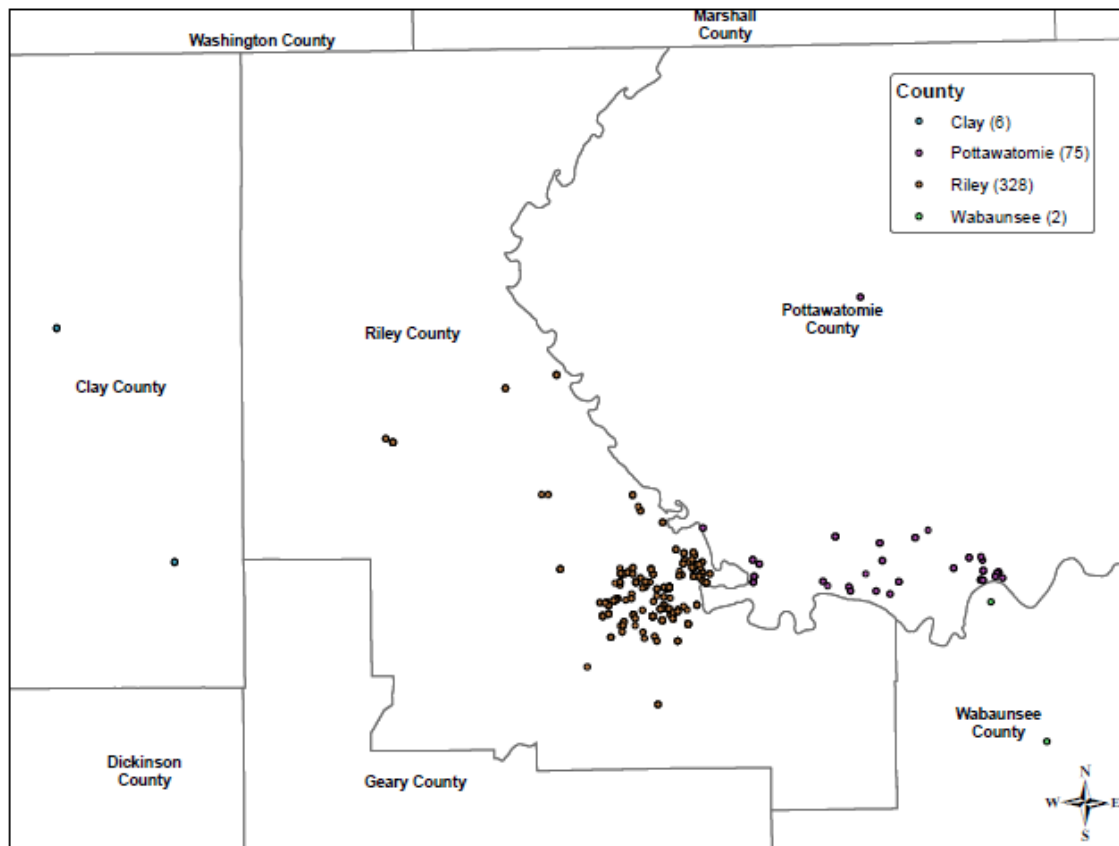 Marshall
County
Washington County
County
Clay (6)
Pottawatomie (75)
Riley (328)
Wabaunsee (2)
Pottawatomie
County
Riley County
Clay County
Wabaunsee
County
Dickinson
County
Geary County
N
W E
S